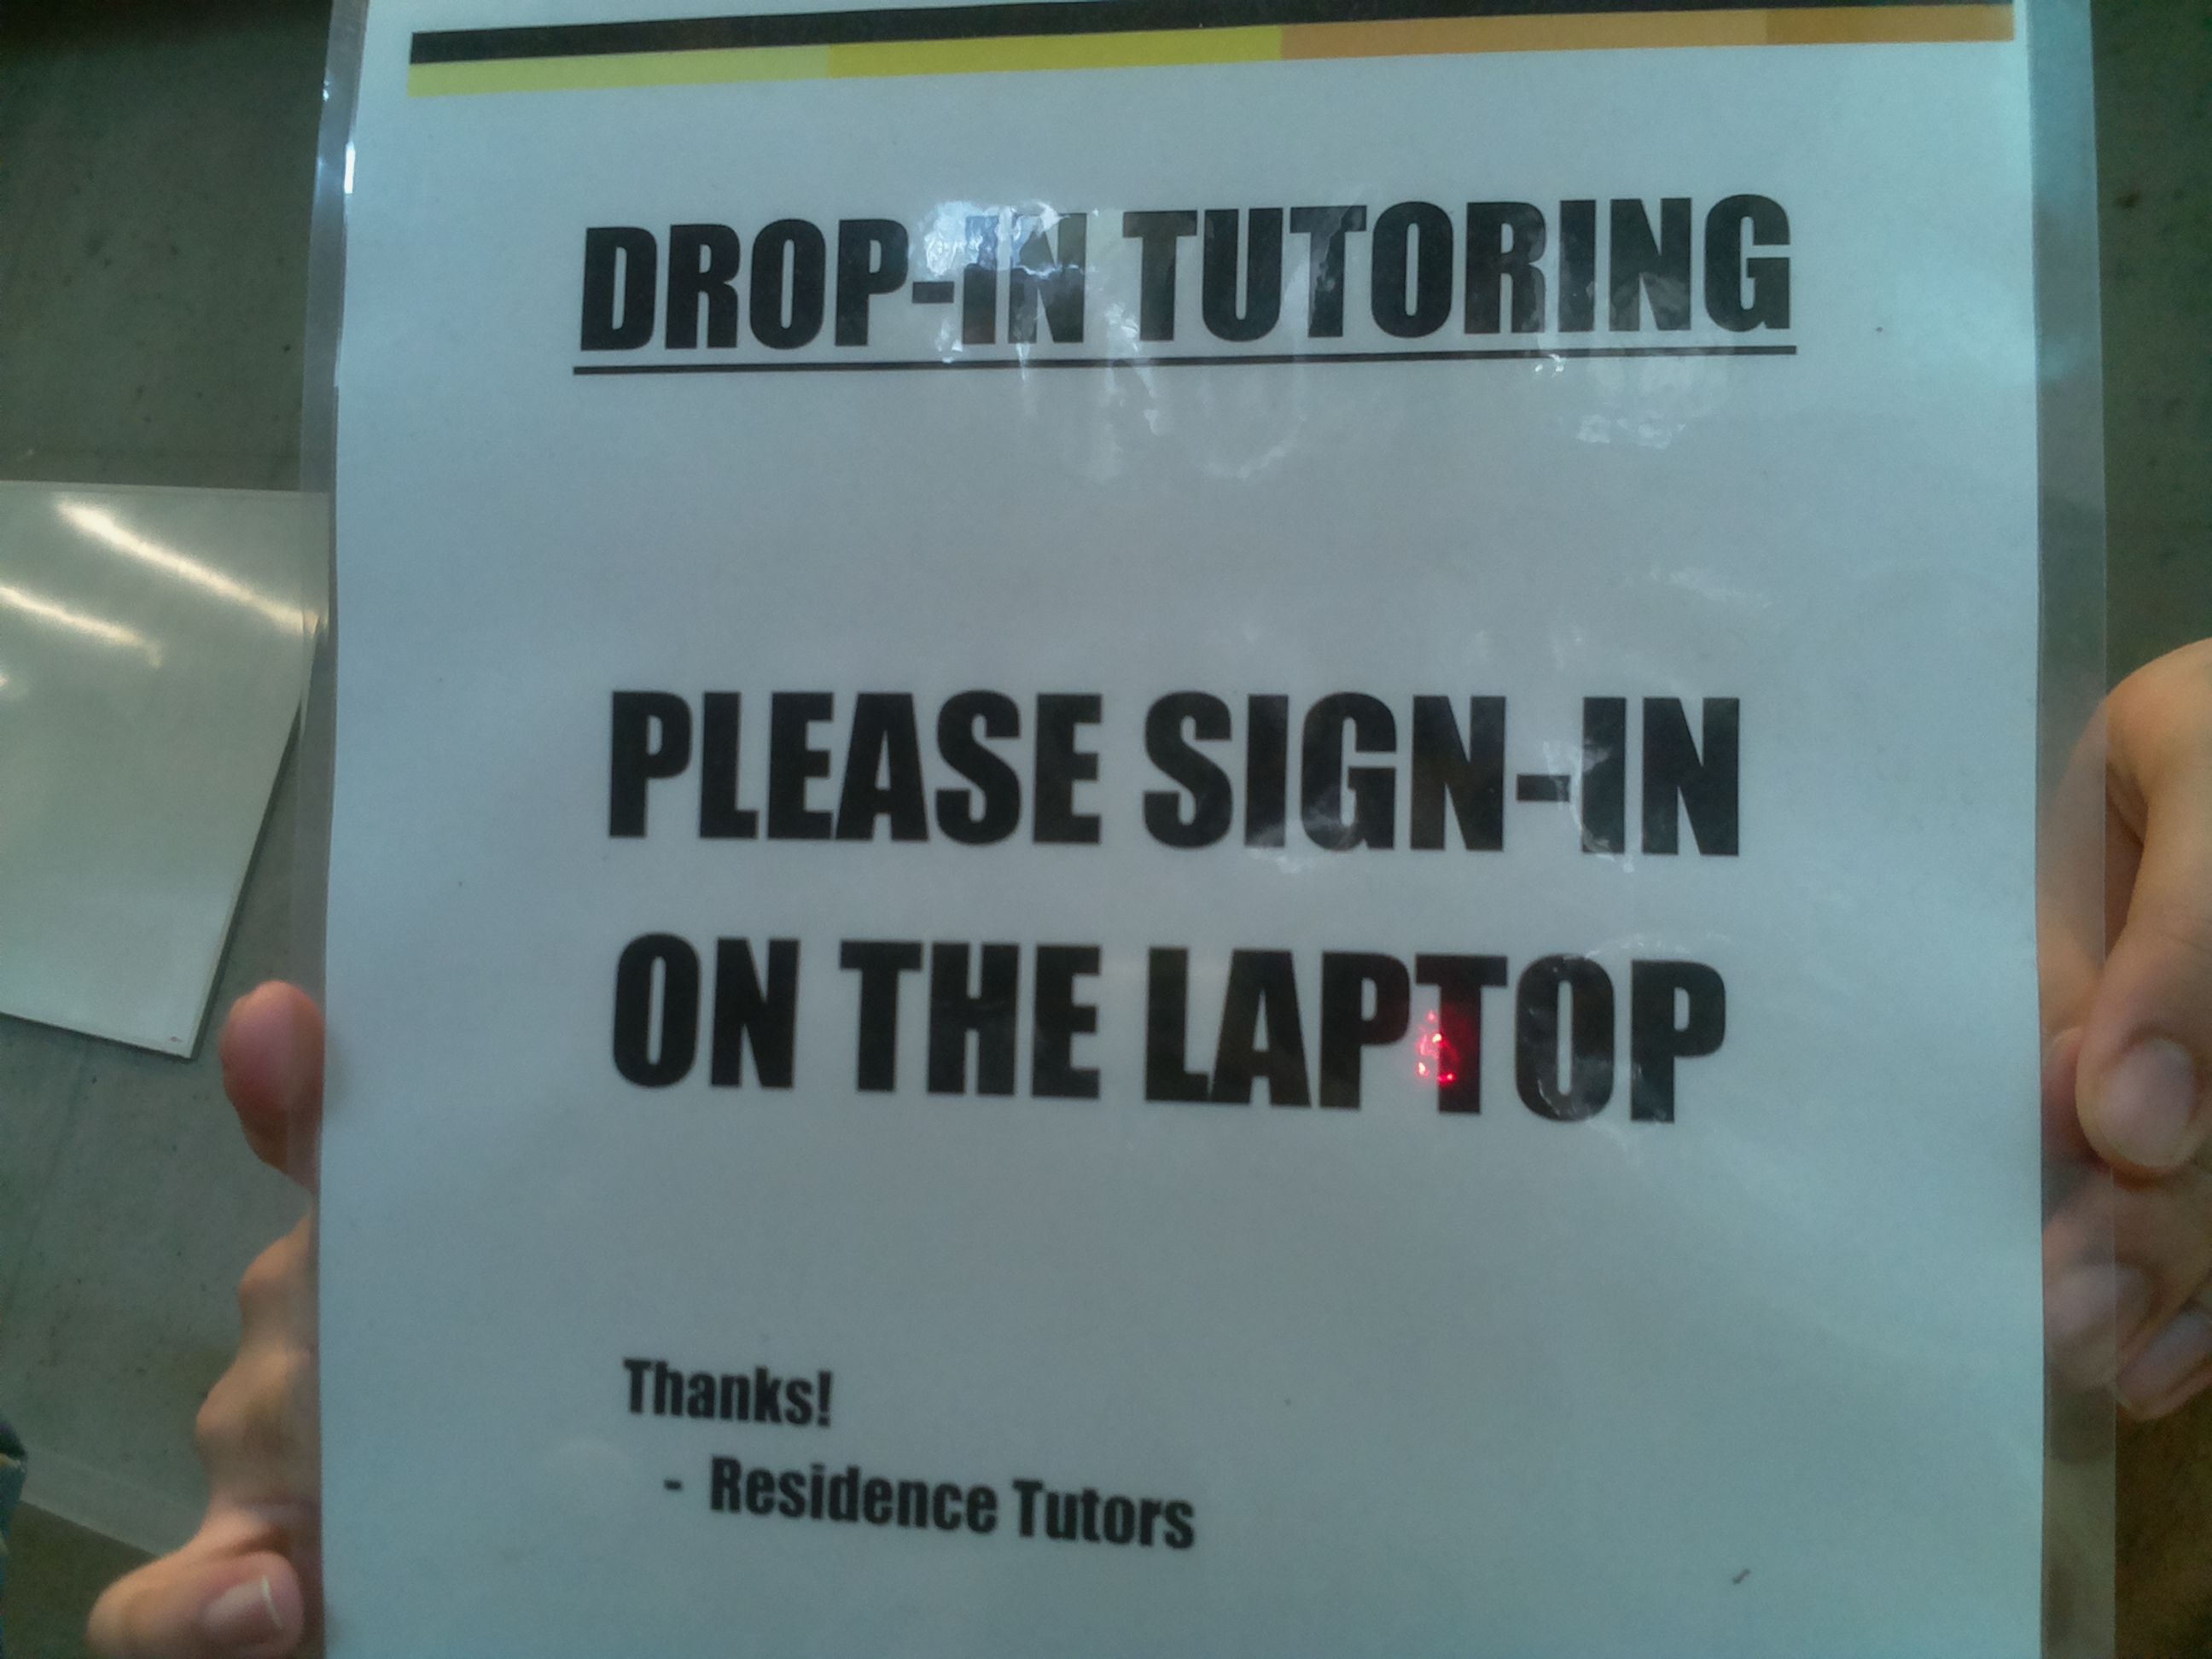 DROP-IN TUTORING
PLEASE SIGN-IN
ON THE LAPTOP
Thanks!
- Residence Tutors